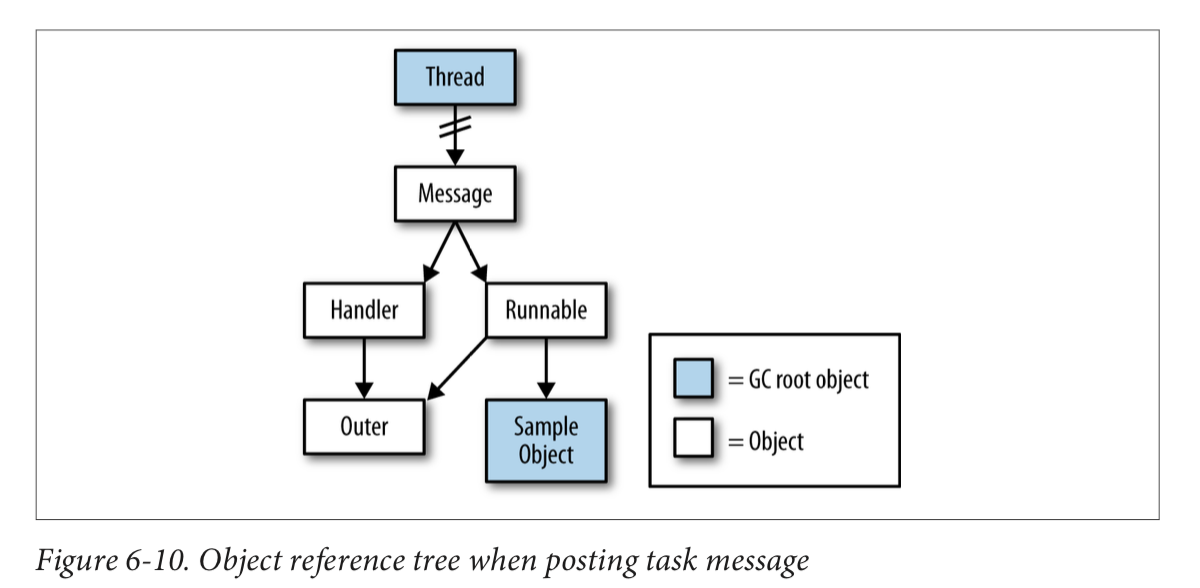 Thread
Message
Handler
Runnable
Outer
Sample
Object
= GC root object
= Object
Figure 6-10. Object reference tree when posting task message